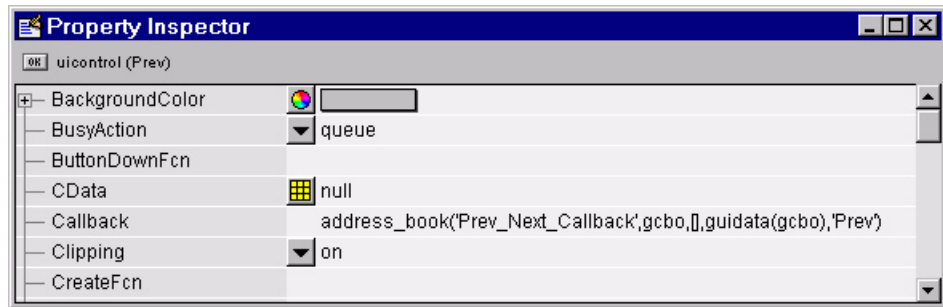 Property Inspector
OK uicontrol (Prev)
BackgroundColor
BusyAction queue
ButtonDownFcn
CData null
Callback address_book('Prev_Next_Callback',gcbo,[],guidata(gcbo),'Prev')
Clipping on
CreateFcn